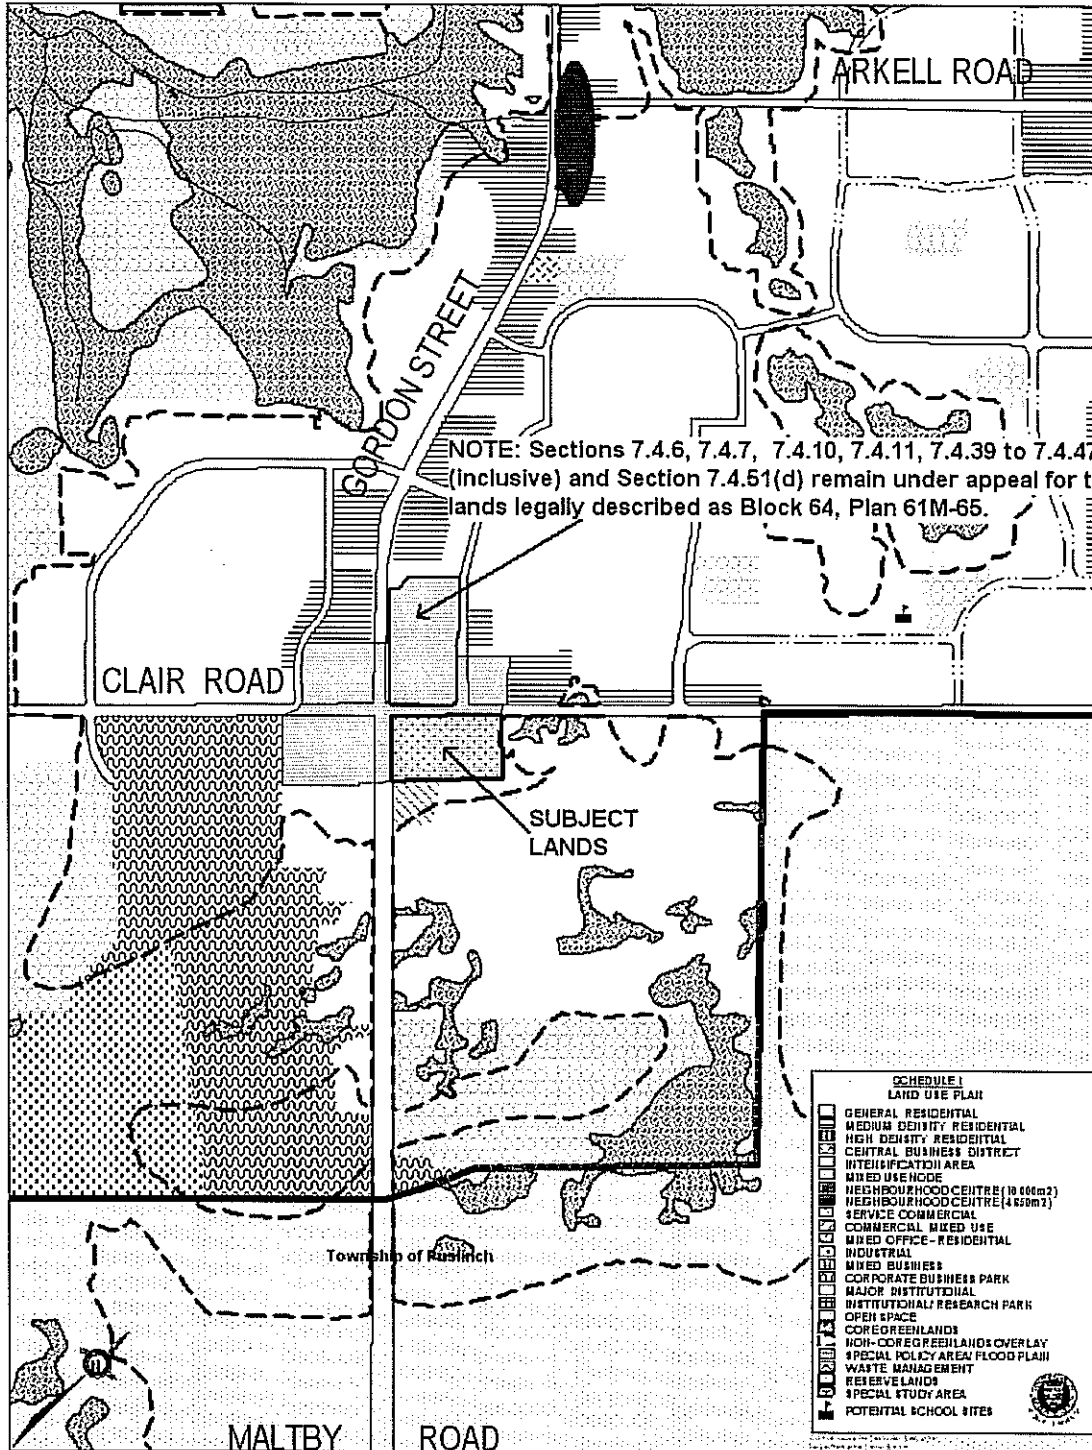 ARKELL ROAD
GORDON STREET
NOTE: Sections 7.4.6, 7.4.7, 7.4.10, 7.4.11, 7.4.39 to 7.4.47
(inclusive) and Section 7.4.51(d) remain under appeal for t
lands legally described as Block 64, Plan 61M-65.
CLAIR ROAD
SUBJECT
LANDS
Township of Puslinch
MALTBY ROAD
SCHEDULE 1
LAND USE PLAN
GENERAL RESIDENTIAL
MEDIUM DENSITY RESIDENTIAL
HIGH DENSITY RESIDENTIAL
CENTRAL BUSINESS DISTRICT
INTENSIFICATION AREA
MIXED USE NODE
NEIGHBOURHOOD CENTRE (10 000m2)
NEIGHBOURHOOD CENTRE (4 650m2)
SERVICE COMMERCIAL
COMMERCIAL MIXED USE
MIXED OFFICE-RESIDENTIAL
INDUSTRIAL
MIXED BUSINESS
CORPORATE BUSINESS PARK
MAJOR INSTITUTIONAL
INSTITUTIONAL/RESEARCH PARK
OPEN SPACE
CORE GREENLANDS
NON-CORE GREENLANDS OVERLAY
SPECIAL POLICY AREA/FLOOD PLAIN
WASTE MANAGEMENT
RESERVE LANDS
SPECIAL STUDY AREA
POTENTIAL SCHOOL SITES